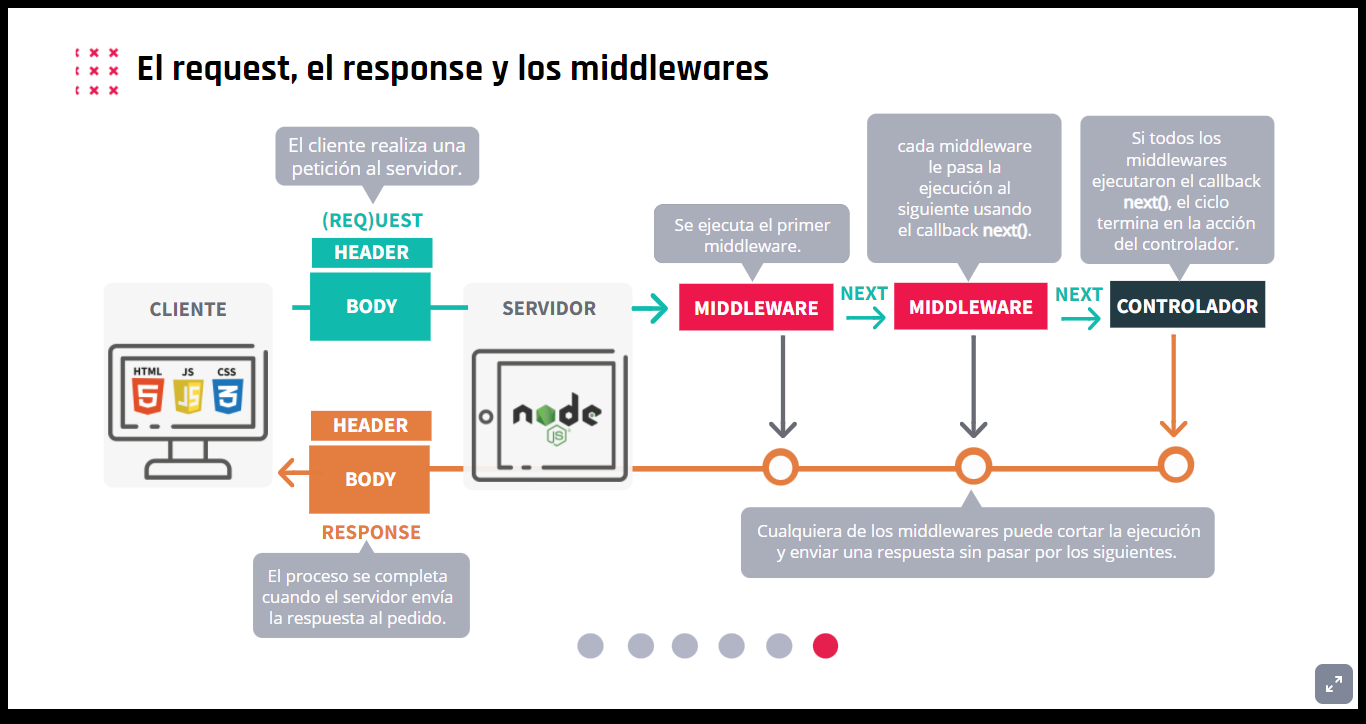 El request, el response y los middlewares
El cliente realiza una
petición al servidor.
(REQ)UEST
HEADER
BODY
CLIENTE
HTML
JS
CSS
5
JS
3
SERVIDOR
node
JS
HEADER
BODY
RESPONSE
El proceso se completa
cuando el servidor envía
la respuesta al pedido.
Se ejecuta el primer
middleware.
MIDDLEWARE
NEXT
cada middleware
le pasa la
ejecución al
siguiente usando
el callback next().
MIDDLEWARE
NEXT
Si todos los
middlewares
ejecutaron el callback
next(), el ciclo
termina en la acción
del controlador.
CONTROLADOR
Cualquiera de los middlewares puede cortar la ejecución
y enviar una respuesta sin pasar por los siguientes.